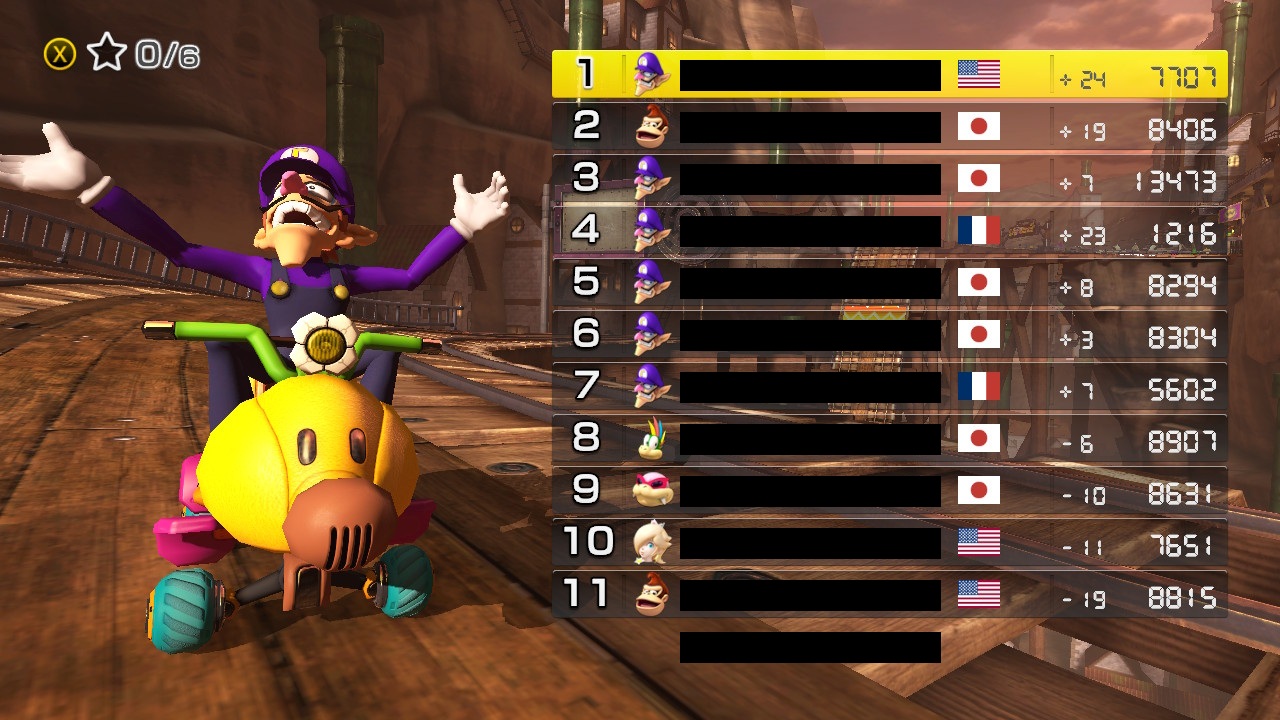 X 0/6
1 + 24 7707
2 + 19 8406
3 + 7 13473
4 + 23 1216
5 + 8 8294
6 + 3 8304
7 + 7 5602
8 - 6 8907
9 - 10 8631
10 - 11 7651
11 - 19 8815